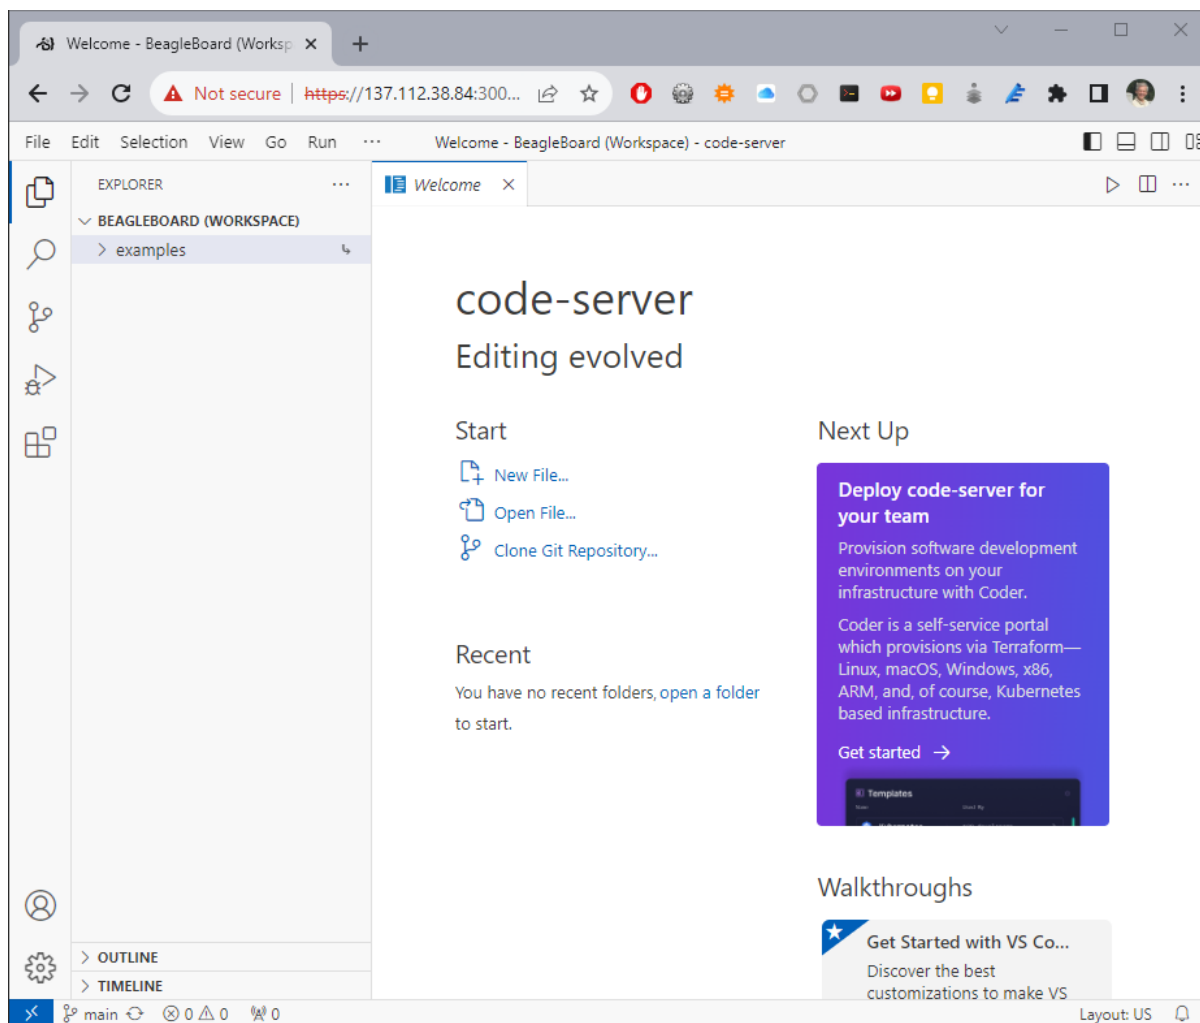 Welcome - BeagleBoard (Worksp
Not secure | https://137.112.38.84:300...
File Edit Selection View Go Run ... Welcome - BeagleBoard (Workspace) - code-server
EXPLORER
Welcome
BEAGLEBOARD (WORKSPACE)
examples
code-server
Editing evolved
Start
New File...
Open File...
Clone Git Repository...
Recent
You have no recent folders, open a folder
to start.
Next Up
Deploy code-server for
your team
Provision software development
environments on your
infrastructure with Coder.
Coder is a self-service portal
which provisions via Terraform—
Linux, macOS, Windows, x86,
ARM, and, of course, Kubernetes
based infrastructure.
Get started →
Templates
Walkthroughs
Get Started with VS Co...
Discover the best
customizations to make VS
OUTLINE
TIMELINE
main 0 0 0 Layout: US